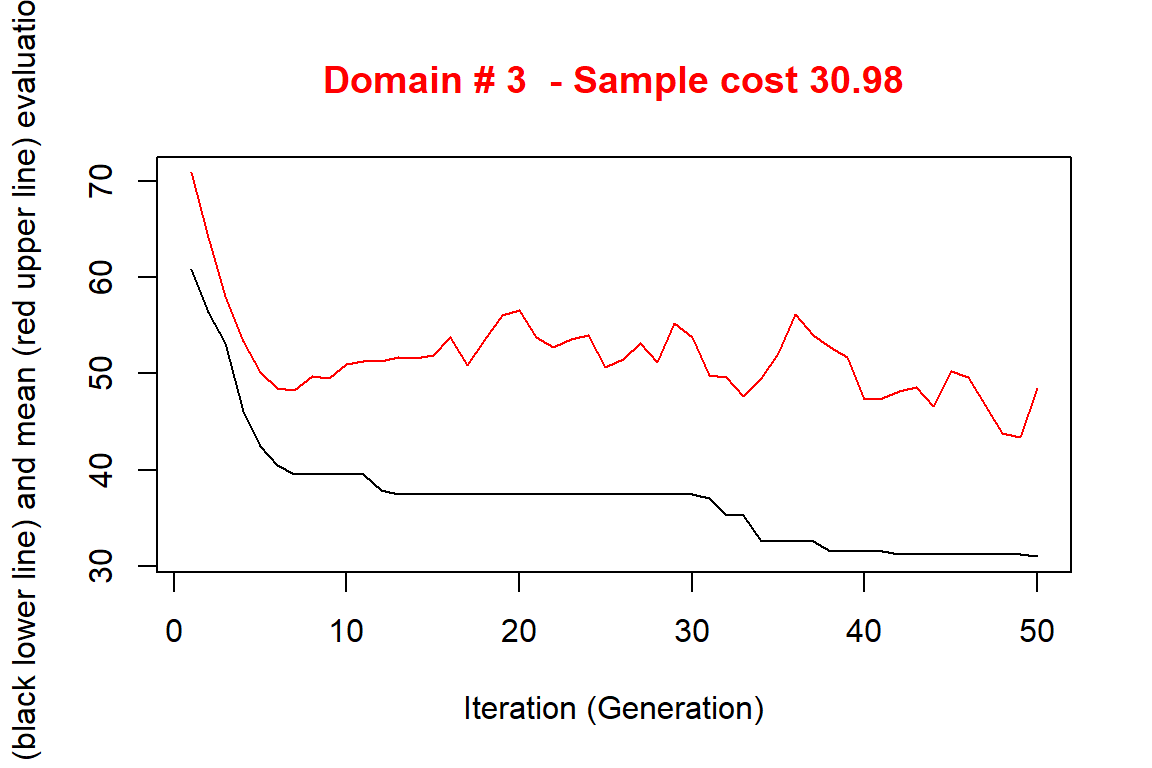 Domain # 3  - Sample cost 30.98
(black lower line) and mean (red upper line) evaluatio
70
60
50
40
30
0 10 20 30 40 50
Iteration (Generation)